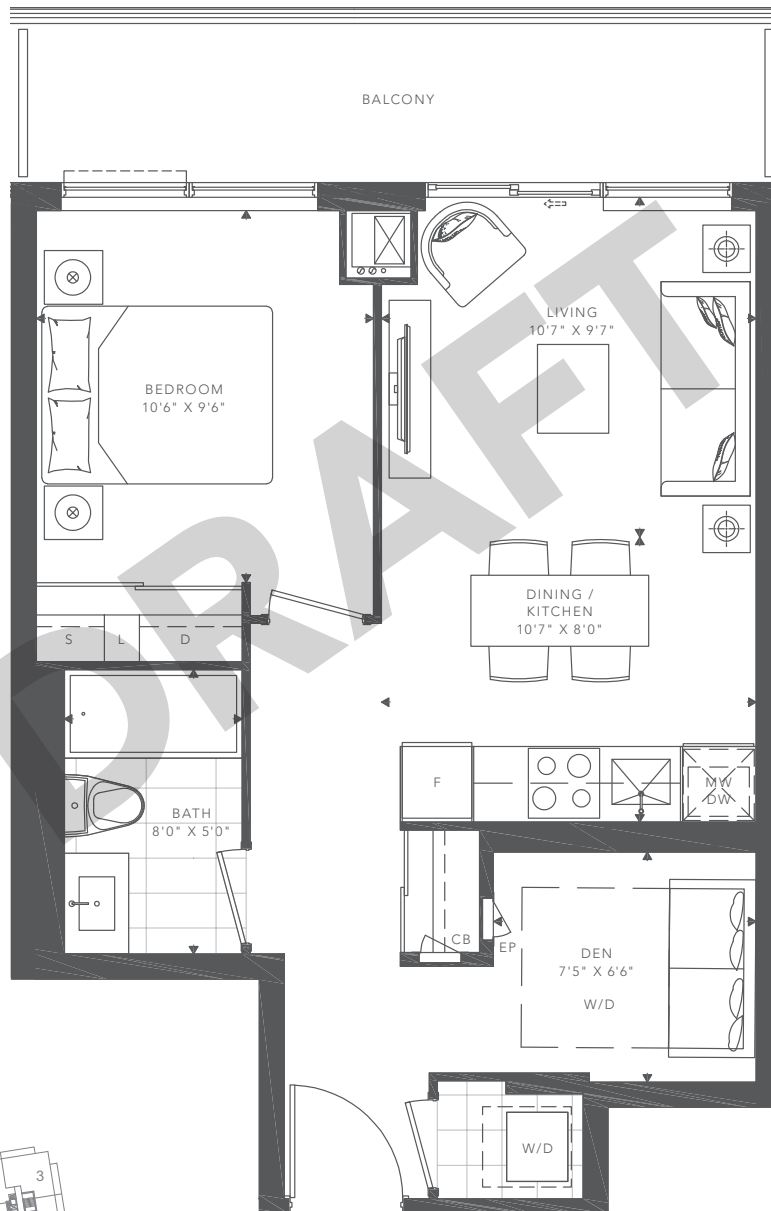 BALCONY
LIVING
10'7" X 9'7"
BEDROOM
10'6" X 9'6"
DRAFT
DINING /
KITCHEN
10'7" X 8'0"
S L D
F
MW
DW
BATH
8'0" X 5'0"
CB
EP
DEN
7'5" X 6'6"
W/D
W/D
3